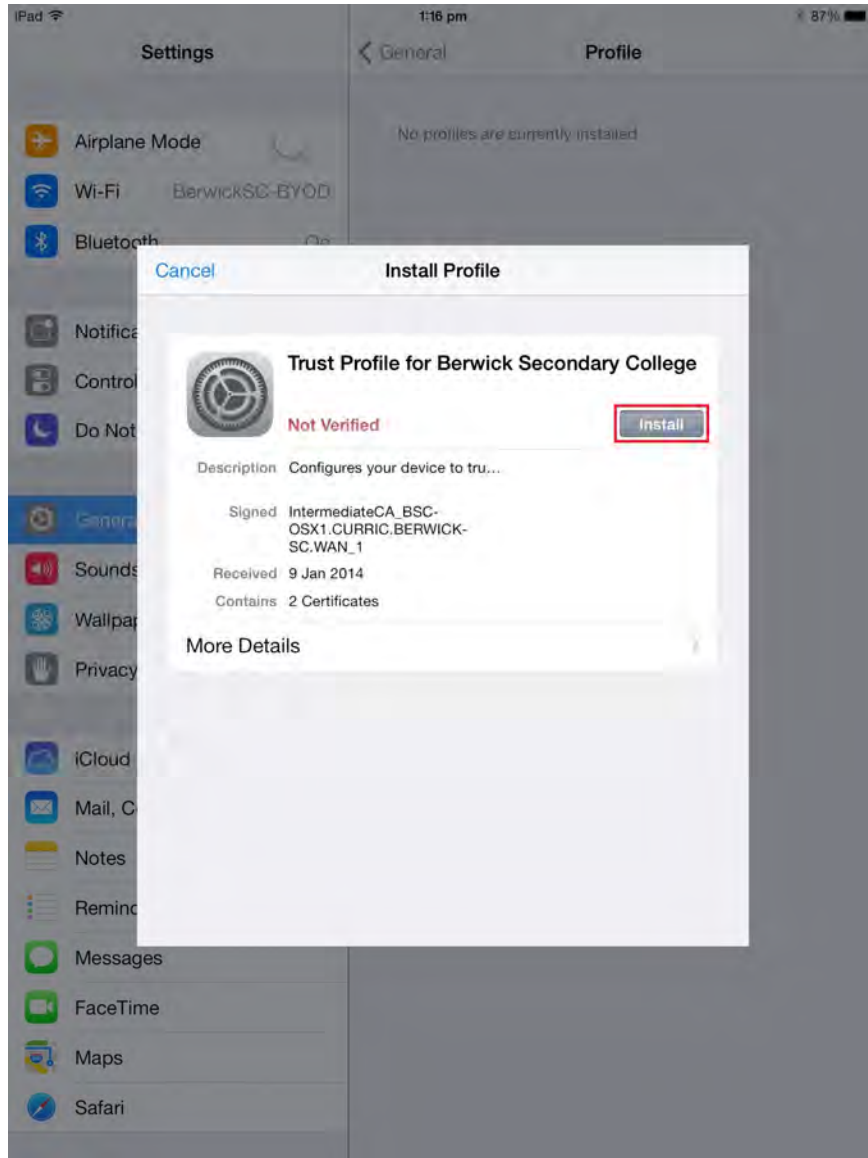 iPad 1:16 pm 87%
Settings
General Profile
No profiles are currently installed
Airplane Mode
Wi-Fi BerwickSC-BYOD
Bluetooth On
Cancel Install Profile
Notifica
Control
Do Not
Trust Profile for Berwick Secondary College
Not Verified Install
Description Configures your device to tru...
Signed IntermediateCA_BSC-
OSX1.CURRIC.BERWICK-
SC.WAN_1
Received 9 Jan 2014
Contains 2 Certificates
More Details
Genera
Sounds
Wallpap
Privacy
iCloud
Mail, C
Notes
Remind
Messages
FaceTime
Maps
Safari